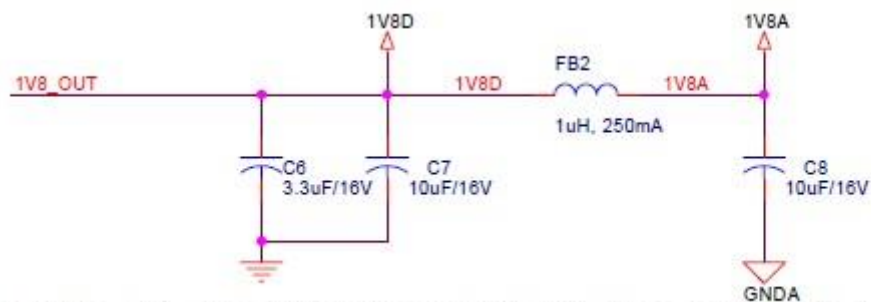 1V8D
1V8A
FB2
1V8_OUT
1V8D
1V8A
1uH, 250mA
C6
3.3uF/16V
C7
10uF/16V
C8
10uF/16V
GNDA